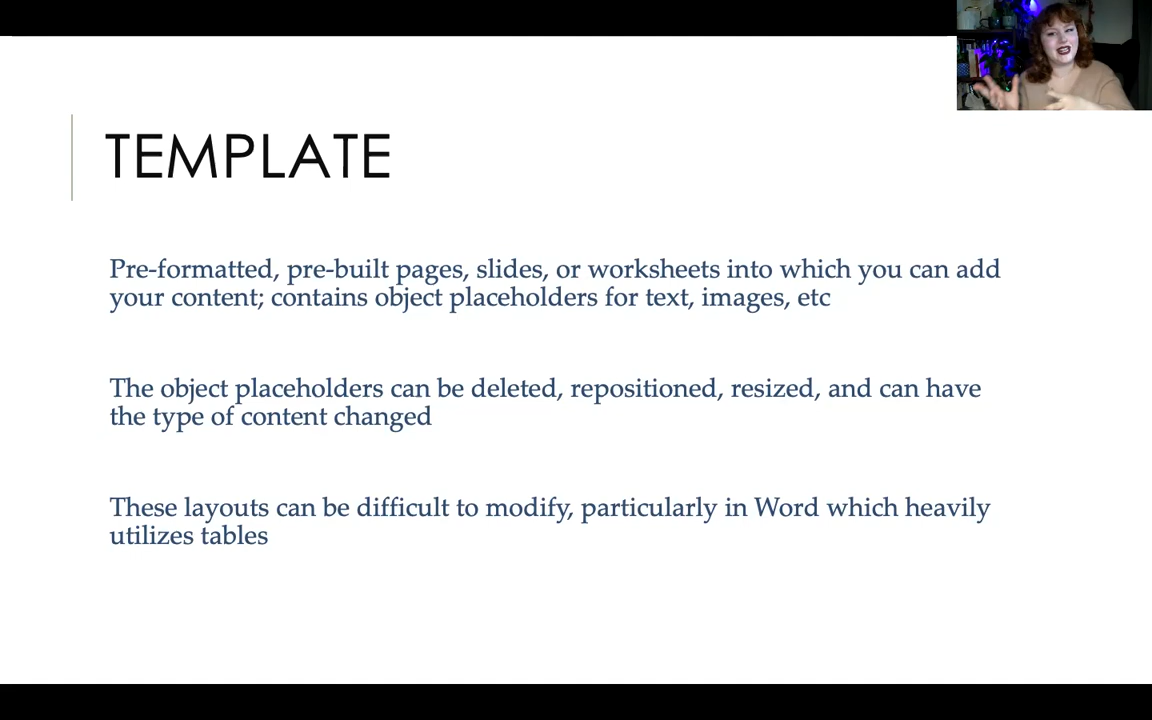 TEMPLATE
Pre-formatted, pre-built pages, slides, or worksheets into which you can add
your content; contains object placeholders for text, images, etc
The object placeholders can be deleted, repositioned, resized, and can have
the type of content changed
These layouts can be difficult to modify, particularly in Word which heavily
utilizes tables